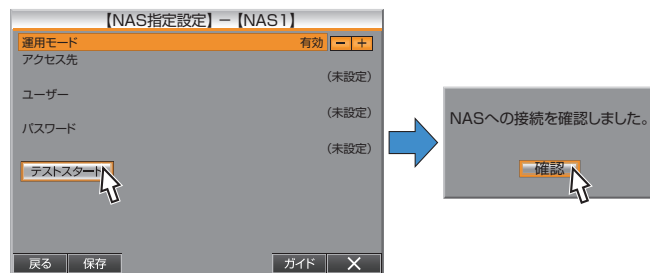 【NAS指定設定】－【NAS1】
運用モード 有効 － ＋
アクセス先
（未設定）
ユーザー
（未設定）
パスワード
（未設定）
テストスタート
戻る 保存 ガイド ×
NASへの接続を確認しました。
確認